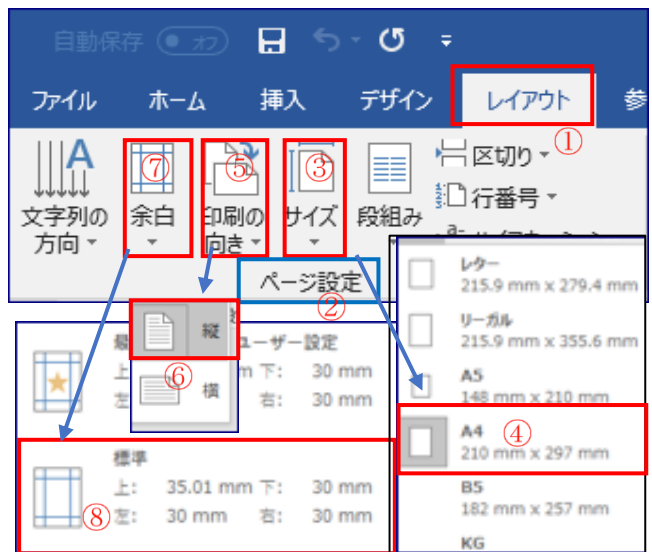 自動保存 オフ
ファイル ホーム 挿入 デザイン レイアウト 参
①
⑦ ⑤ ③ 区切り
行番号
文字列の方向 余白 印刷の向き サイズ 段組み
ページ設定
②
レター
215.9 mm x 279.4 mm
リーガル
215.9 mm x 355.6 mm
A5
148 mm x 210 mm
A4 ④
210 mm x 297 mm
B5
182 mm x 257 mm
KG
縦
⑥
横
ユーザー設定
上 m 下: 30 mm
左 右: 30 mm
標準
上: 35.01 mm 下: 30 mm
⑧ 左: 30 mm 右: 30 mm